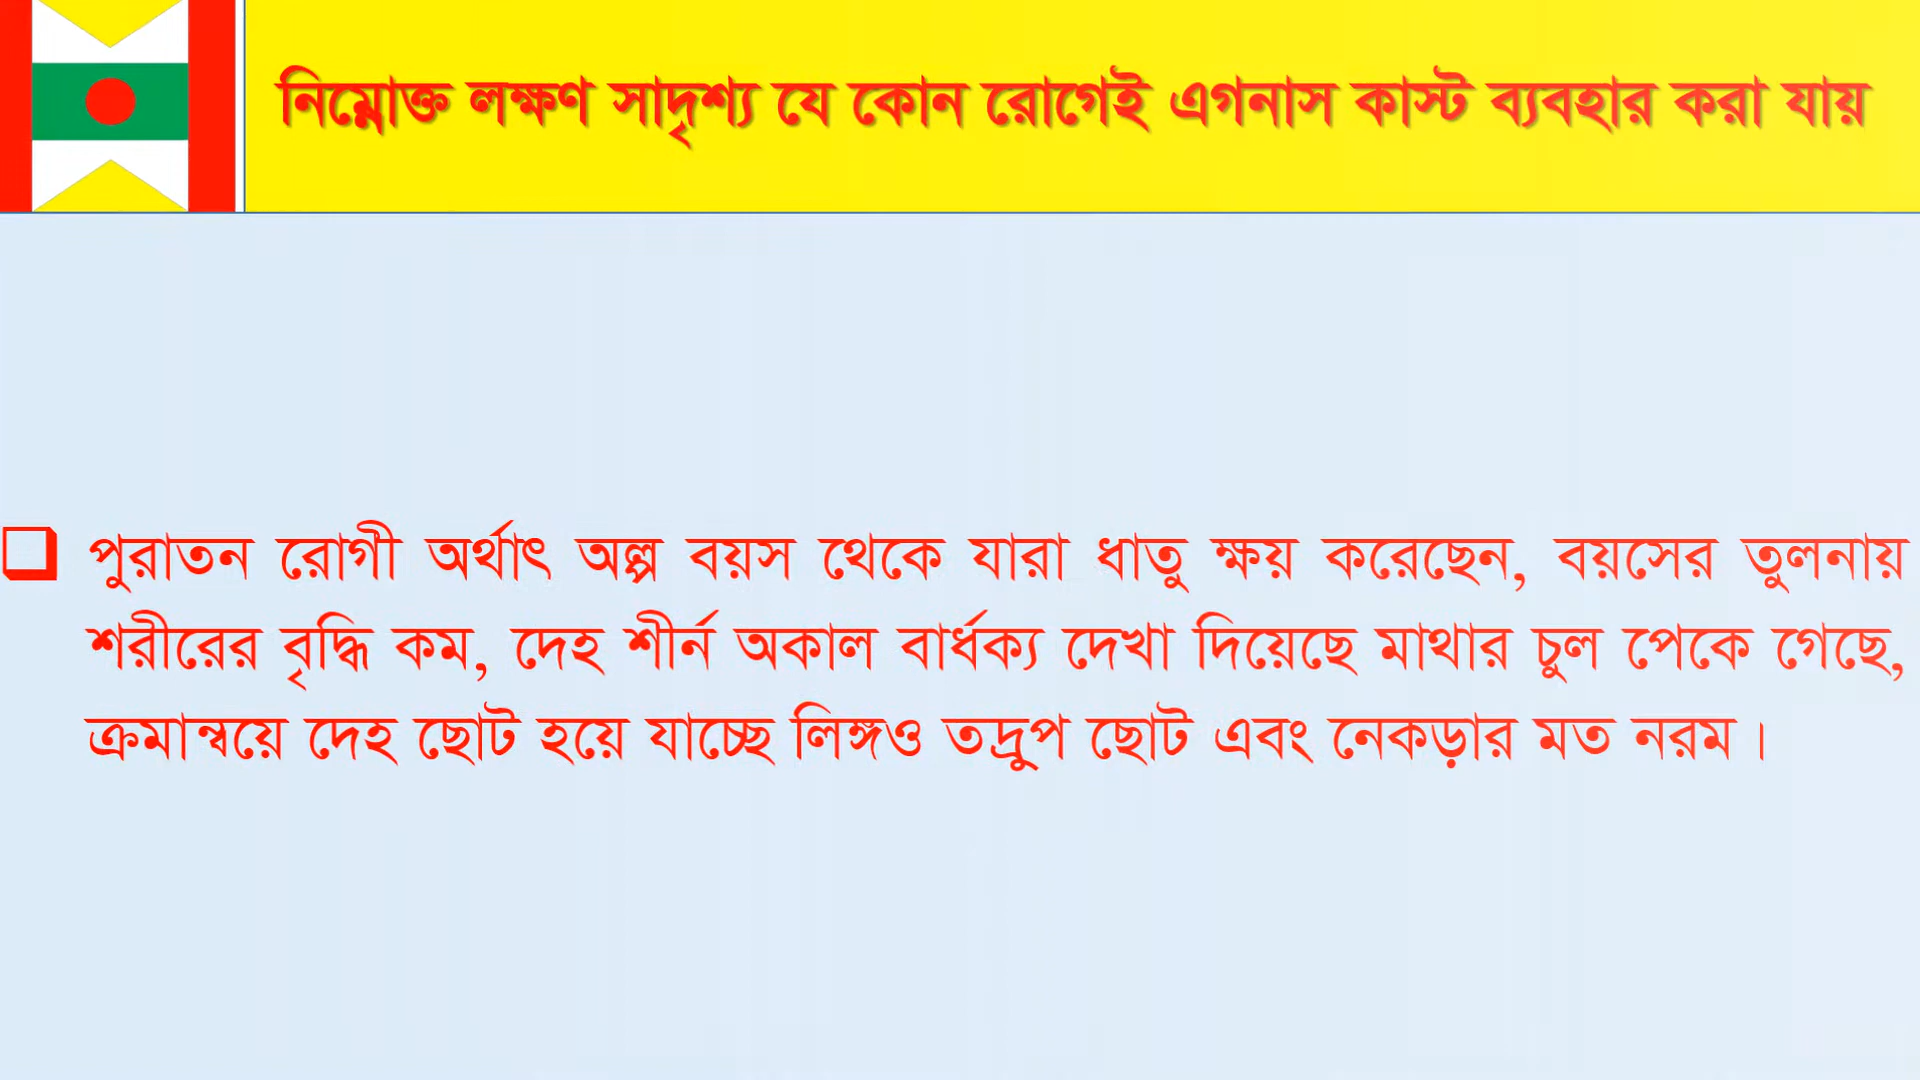 নিম্নোক্ত লক্ষণ সাদৃশ্য যে কোন রোগেই এগনাস কাস্ট ব্যবহার করা যায়
❑ পুরাতন রোগী অর্থাৎ অল্প বয়স থেকে যারা ধাতু ক্ষয় করেছেন, বয়সের তুলনায়
শরীরের বৃদ্ধি কম, দেহ শীর্ন অকাল বার্ধক্য দেখা দিয়েছে মাথার চুল পেকে গেছে,
ক্রমান্বয়ে দেহ ছোট হয়ে যাচ্ছে লিঙ্গও তদ্রুপ ছোট এবং নেকড়ার মত নরম।